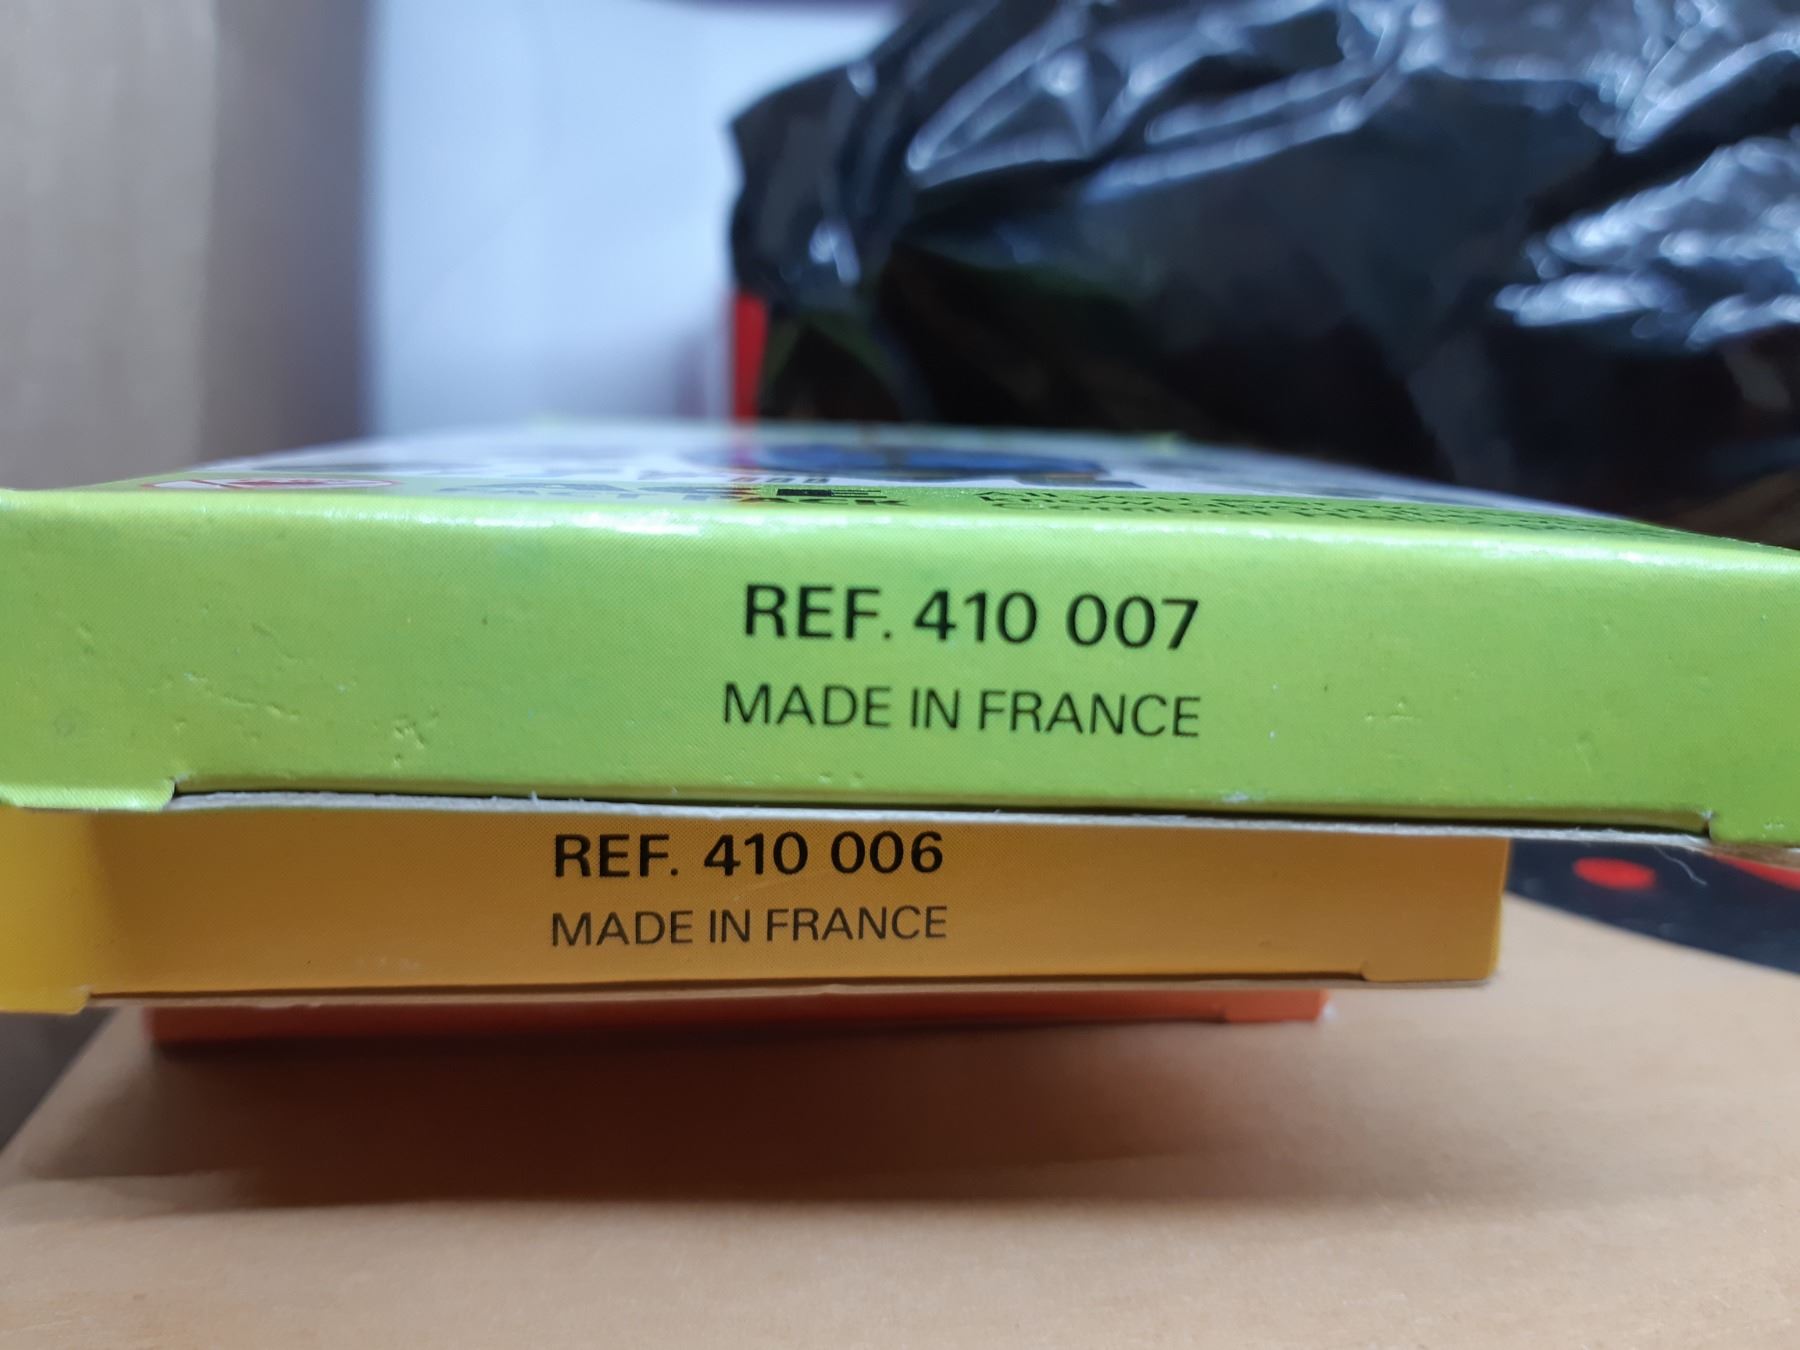 REF. 410 007
MADE IN FRANCE
REF. 410 006
MADE IN FRANCE